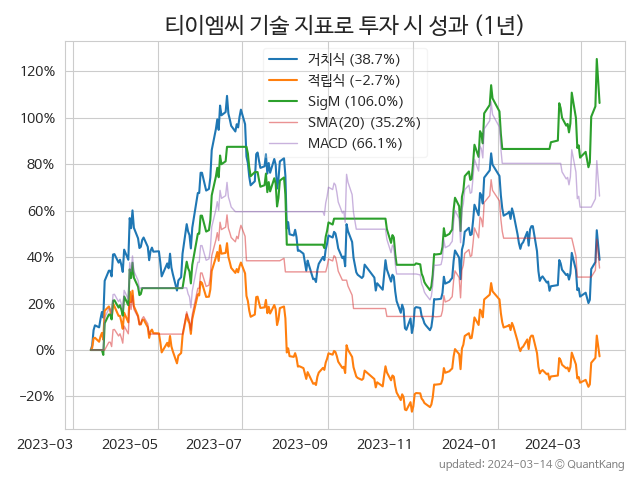 티이엠씨 기술 지표로 투자 시 성과 (1년)
거치식 (38.7%)
적립식 (−2.7%)
SigM (106.0%)
SMA(20) (35.2%)
MACD (66.1%)
120%
100%
80%
60%
40%
20%
0%
−20%
2023-03 2023-05 2023-07 2023-09 2023-11 2024-01 2024-03
updated: 2024-03-14 © QuantKang